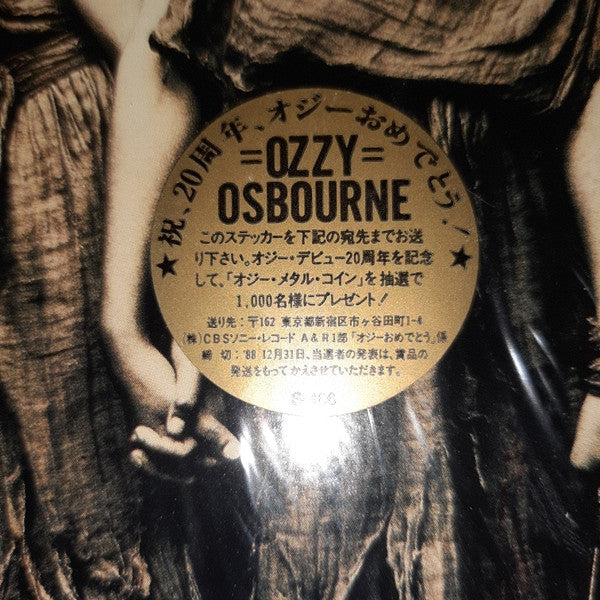 ★祝、20周年、オジーおめでとう!★
=OZZY=
OSBOURNE
このステッカーを下記の宛先までお送
り下さい。オジー・デビュー20周年を記念
して、「オジー・メタル・コイン」を抽選で
1,000名様にプレゼント!
送り先:〒162 東京都新宿区市ヶ谷田町1-4
(株)CBSソニー・レコード A&R1部「オジーおめでとう」係
締切:'88 12月31日、当選者の発表は、賞品の
発送をもってかえさせていただきます。